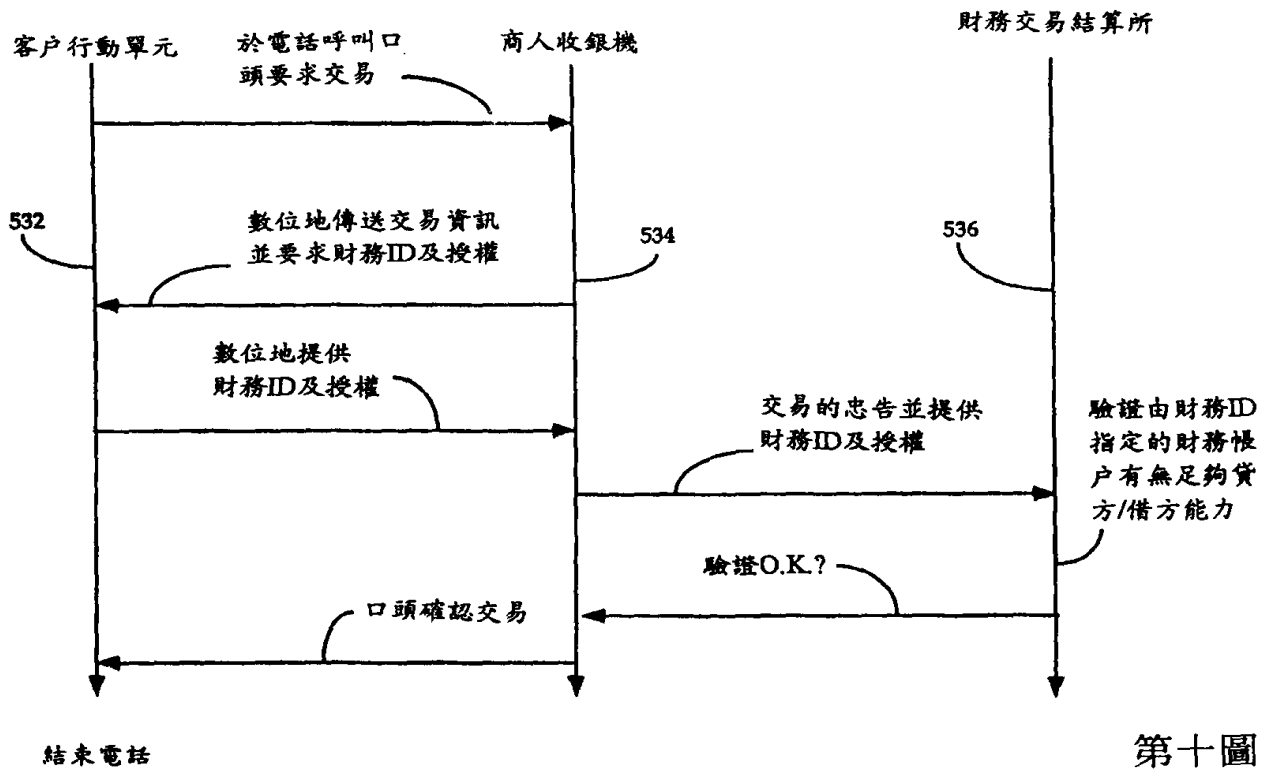 客户行動單元
於電話呼叫口
頭要求交易
商人收銀機
財務交易結算所
532
數位地傳送交易資訊
並要求財務ID及授權
534
536
數位地提供
財務ID及授權
交易的忠告並提供
財務ID及授權
驗證由財務ID
指定的財務帳
户有無足夠貸
方/借方能力
驗證O.K.?
口頭確認交易
結束電話
第十圖